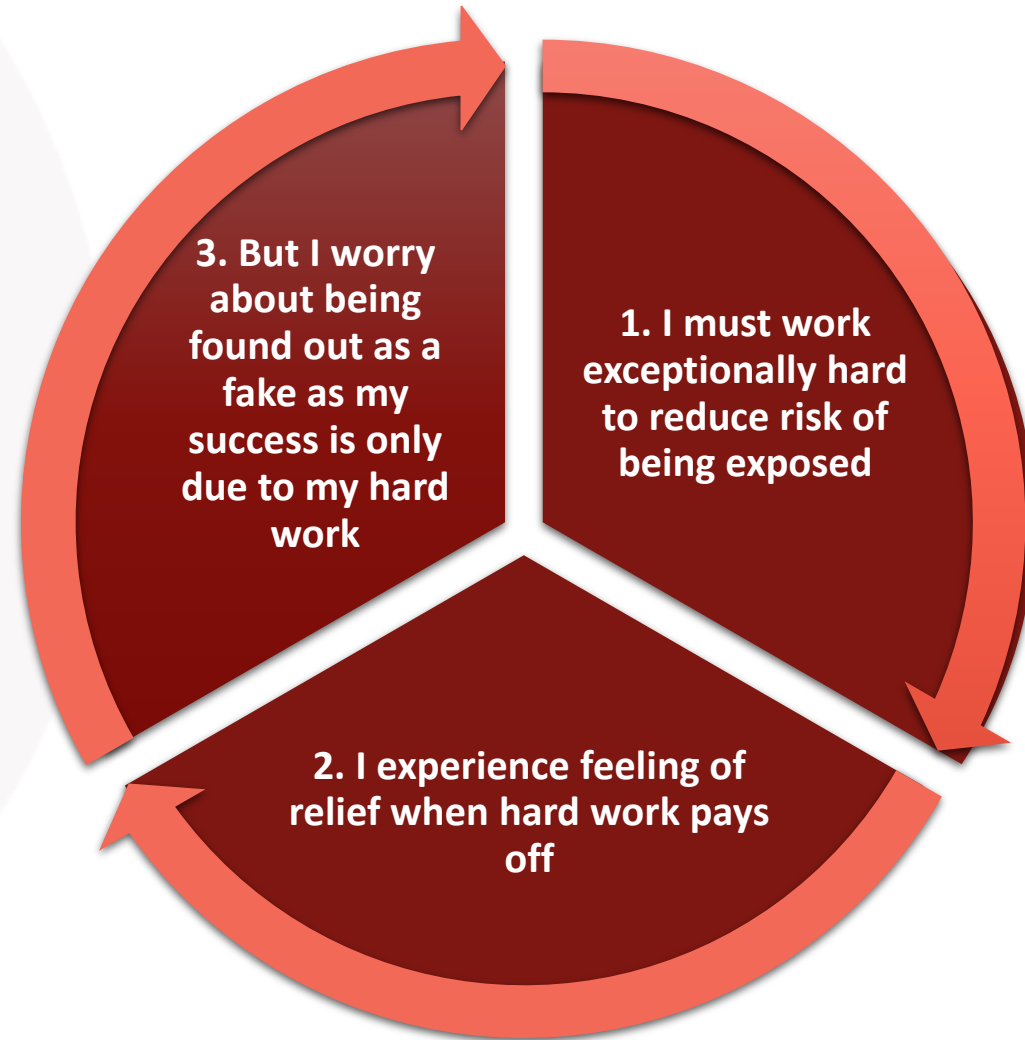 1. I must work
exceptionally hard
to reduce risk of
being exposed
2. I experience feeling of
relief when hard work pays
off
3. But I worry
about being
found out as a
fake as my
success is only
due to my hard
work